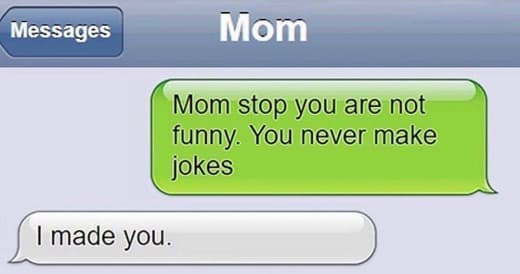 Messages
Mom
Mom stop you are not
funny. You never make
jokes
I made you.